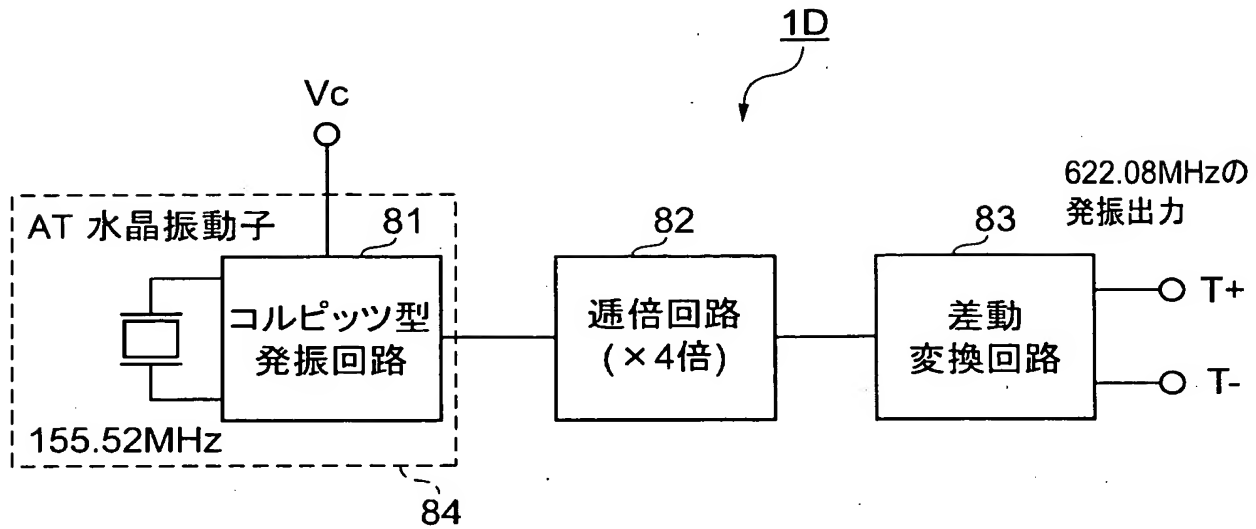 1D
Vc
622.08MHzの
発振出力
AT 水晶振動子
81
82
83
コルピッツ型
発振回路
逓倍回路
(×4倍)
差動
変換回路
T+
T-
155.52MHz
84